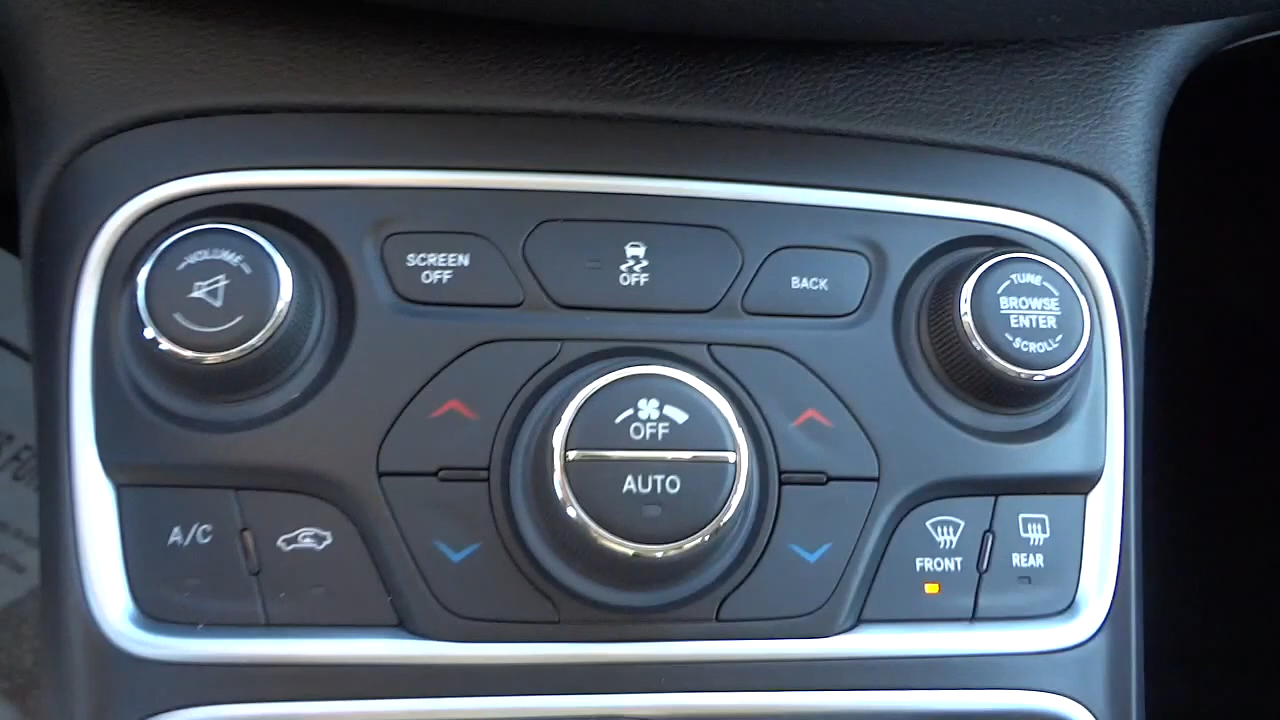 VOLUME
SCREEN
OFF
OFF
BACK
TUNE
BROWSE
ENTER
SCROLL
OFF
AUTO
A/C
FRONT
REAR